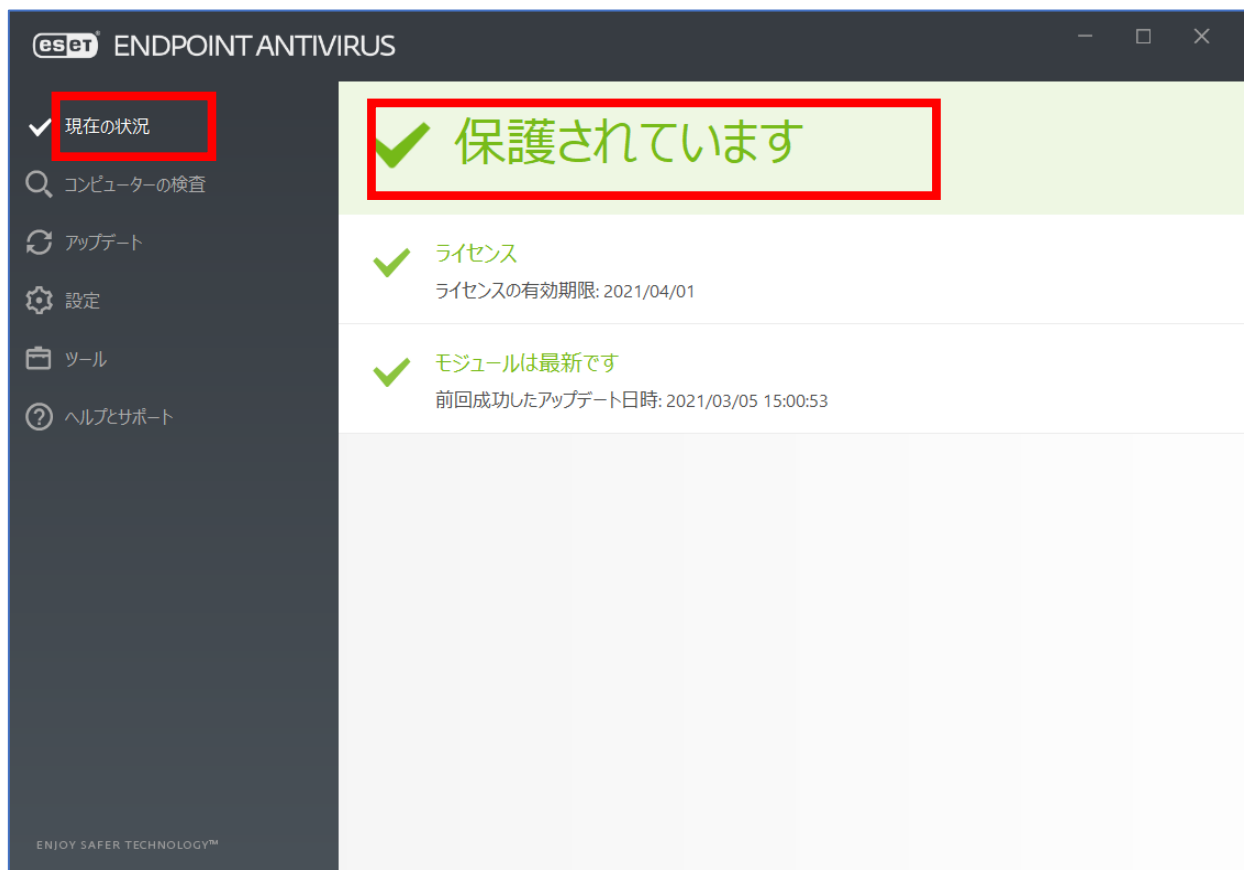 eset ENDPOINT ANTIVIRUS
現在の状況
コンピューターの検査
アップデート
設定
ツール
ヘルプとサポート
保護されています
ライセンス
ライセンスの有効期限: 2021/04/01
モジュールは最新です
前回成功したアップデート日時: 2021/03/05 15:00:53
ENJOY SAFER TECHNOLOGY™